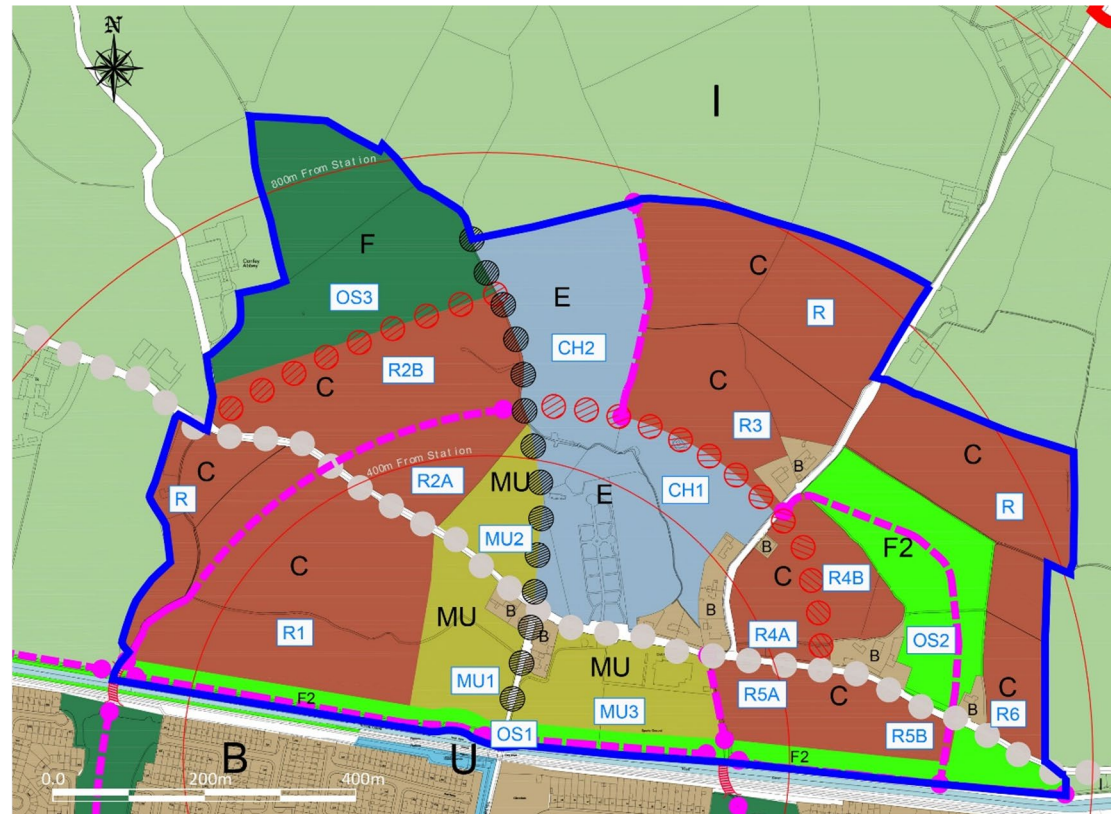 N
I
800m From Station
F
C
E
OS3
R
CH2
R2B
C
C
R3
400m From Station
C
R2A
MU
B
C
R
E
CH1
R
MU2
F2
B
C
C
R4B
MU
B
B
B
R1
B
R4A
OS2
MU
B
C
MU1
R5A
C
B
MU3
R6
F2
OS1
R5B
F2
B
U
0.0
200m
400m